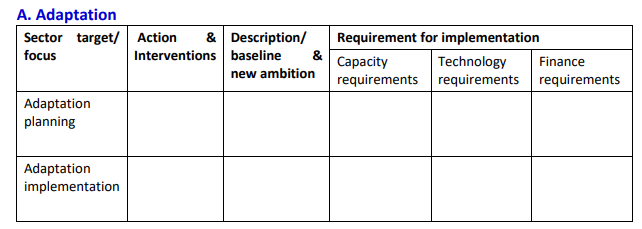 A. Adaptation
Sector target/ focus
Action & Interventions
Description/ baseline & new ambition
Requirement for implementation
Capacity requirements
Technology requirements
Finance requirements
Adaptation planning
Adaptation implementation